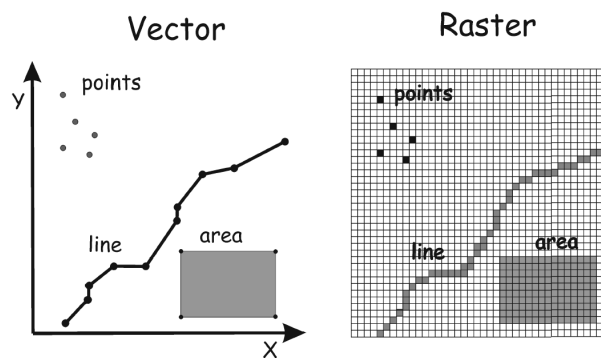 Vector
Raster
points
Y
line
area
X
points
line
area